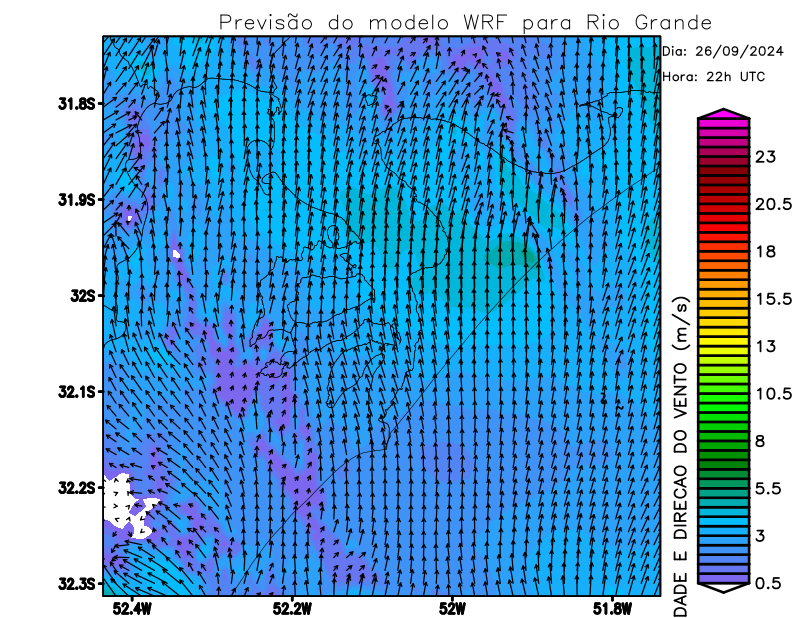 Previsão do modelo WRF para Rio Grande
Dia: 26/09/2024
Hora: 22h UTC
31.8S
31.9S
32S
32.1S
32.2S
32.3S
52.4W
52.2W
52W
51.8W
23
20.5
18
15.5
13
10.5
8
5.5
3
0.5
DADE E DIRECAO DO VENTO (m/s)